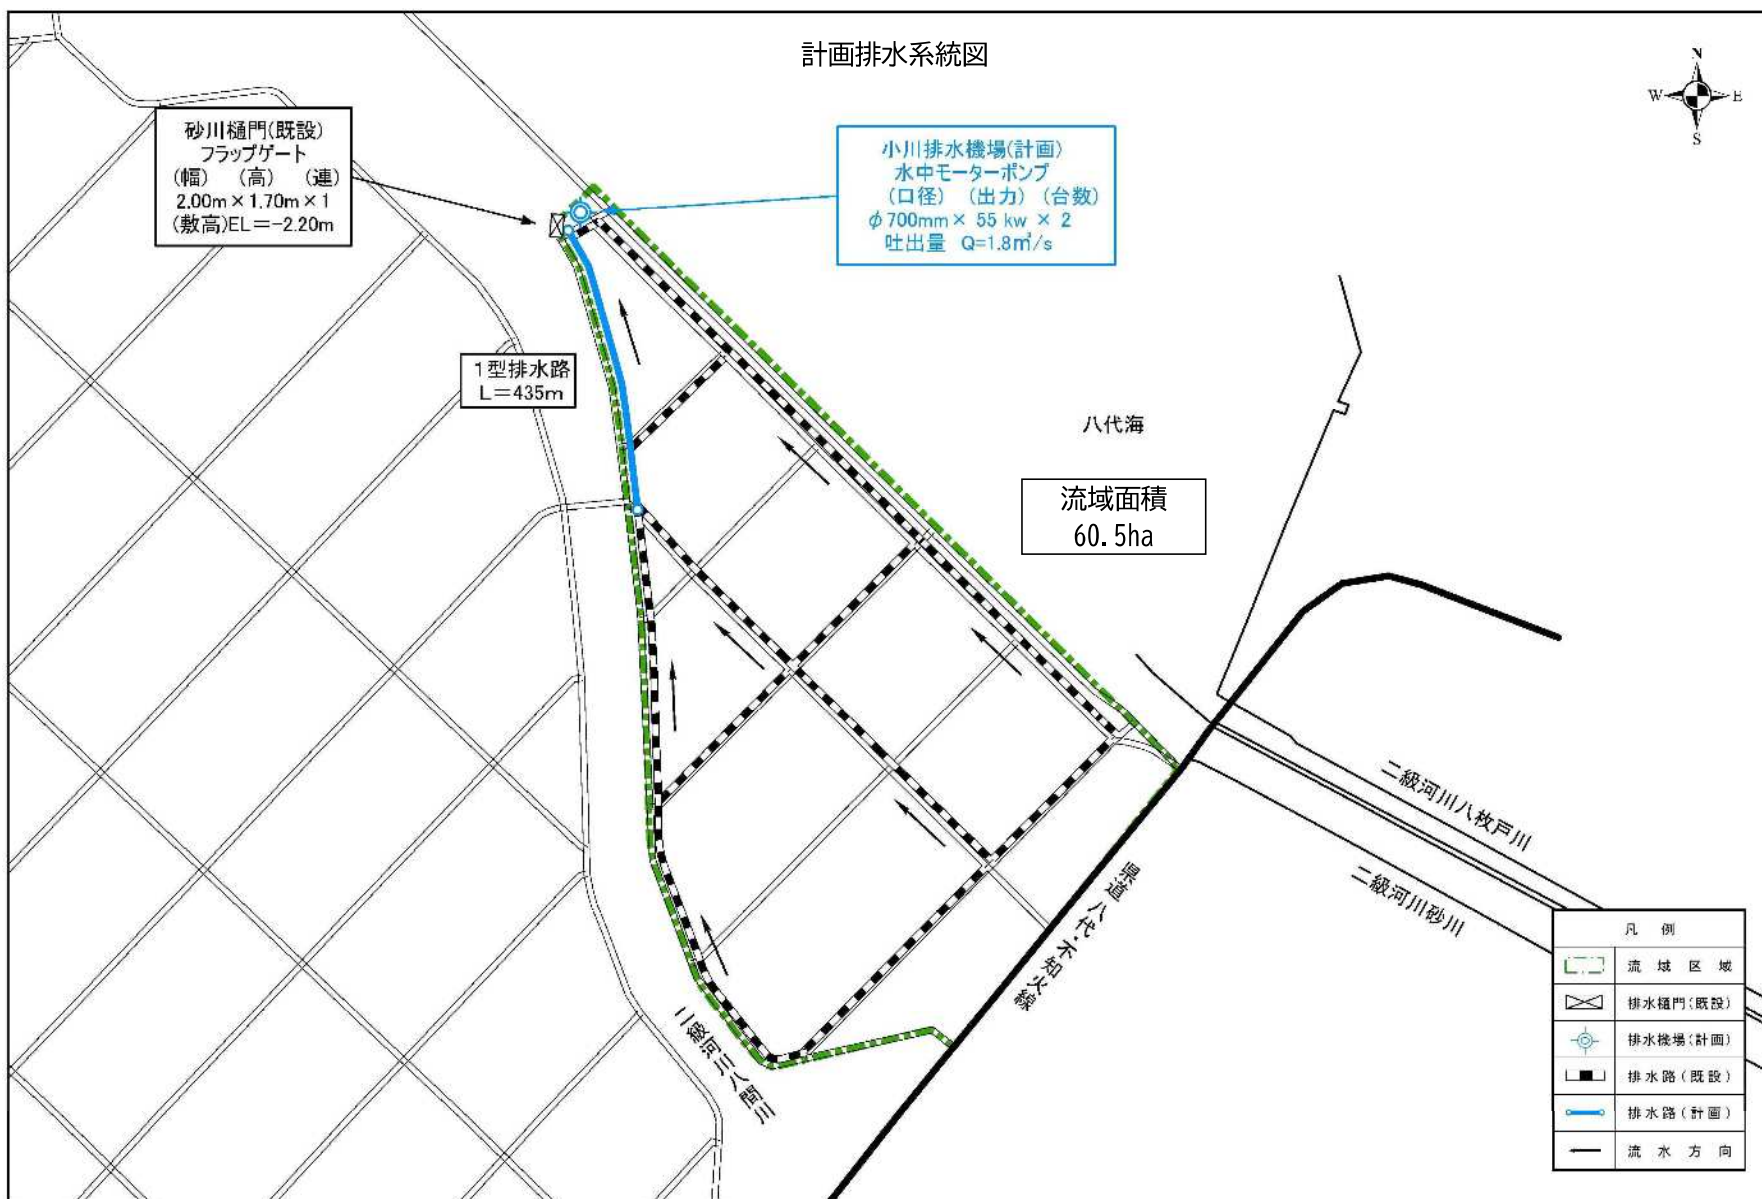 計画排水系統図
N
W
E
S
砂川樋門(既設)
フラップゲート
(幅) (高) (連)
2.00m×1.70m×1
(敷高)EL=-2.20m
小川排水機場(計画)
水中モーターポンプ
(口径) (出力) (台数)
φ700mm× 55 kw × 2
吐出量 Q=1.8㎥/s
1型排水路
L=435m
八代海
流域面積
60.5ha
二級河川八枚戸川
二級河川砂川
県道 八代・不知火線
二級河川八間川
凡 例
流 域 区 域
排水樋門(既設)
排水機場(計画)
排水路(既設)
排水路(計画)
流 水 方 向